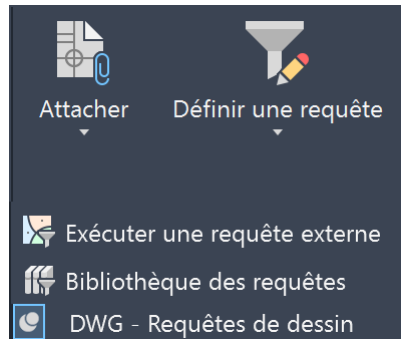 Attacher
Définir une requête
Exécuter une requête externe
Bibliothèque des requêtes
DWG - Requêtes de dessin